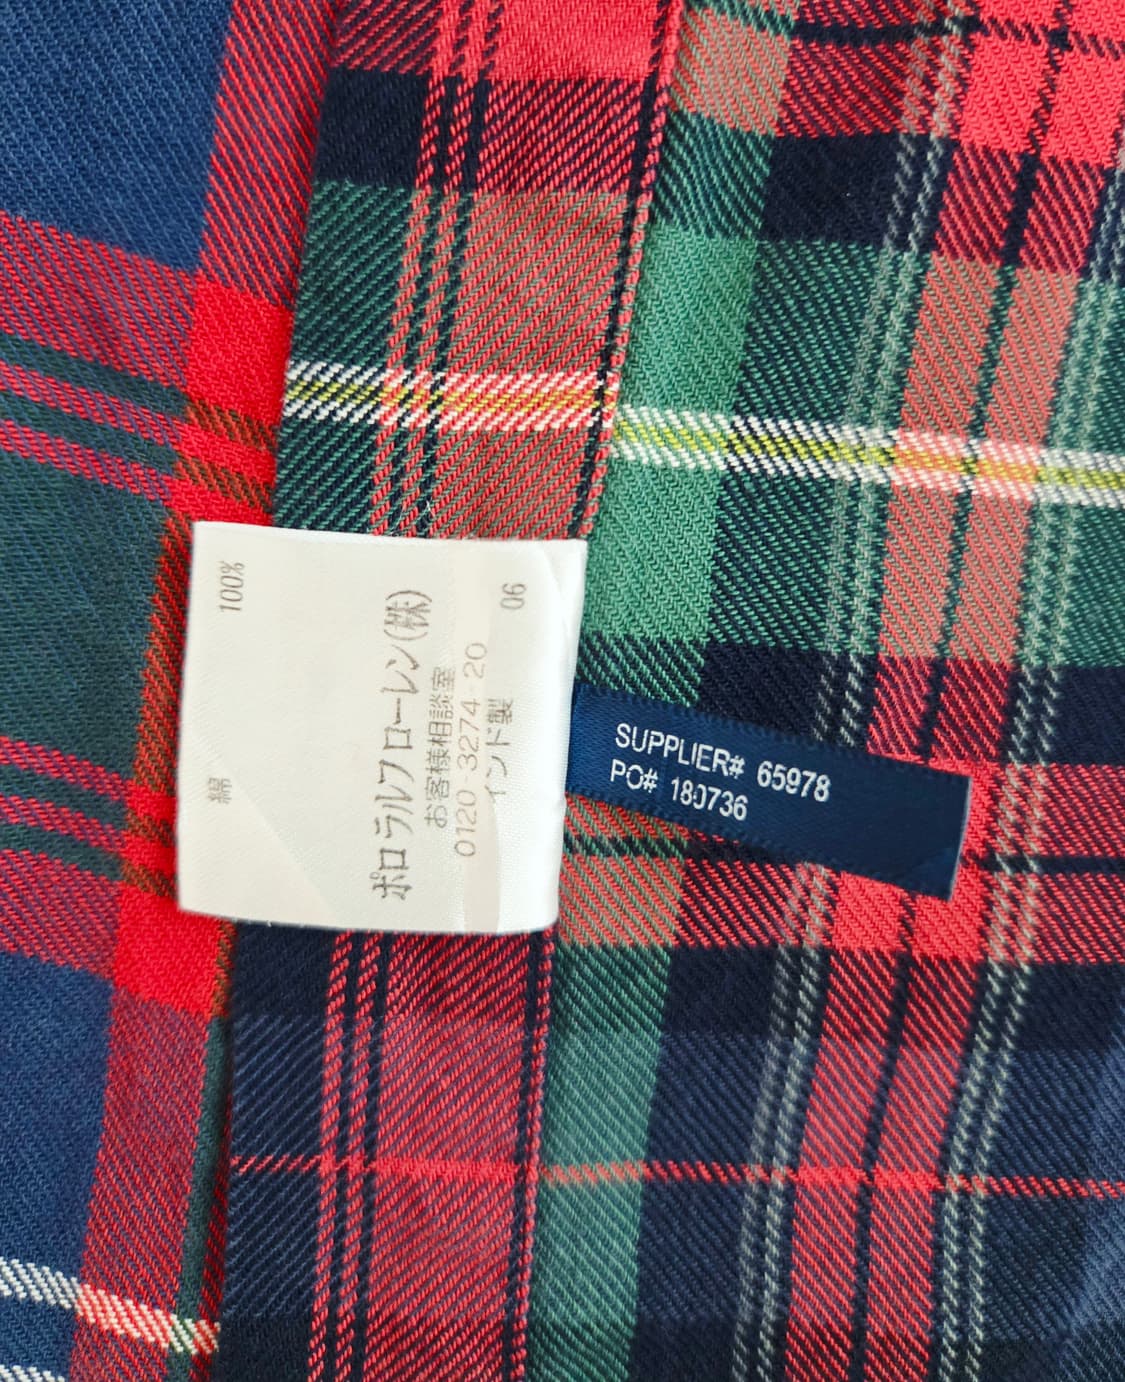 綿 100%
ポロ ラルフ ローレン(株)
お客様相談室
0120-3274-20
インド製 06
SUPPLIER# 65978
PO# 180736